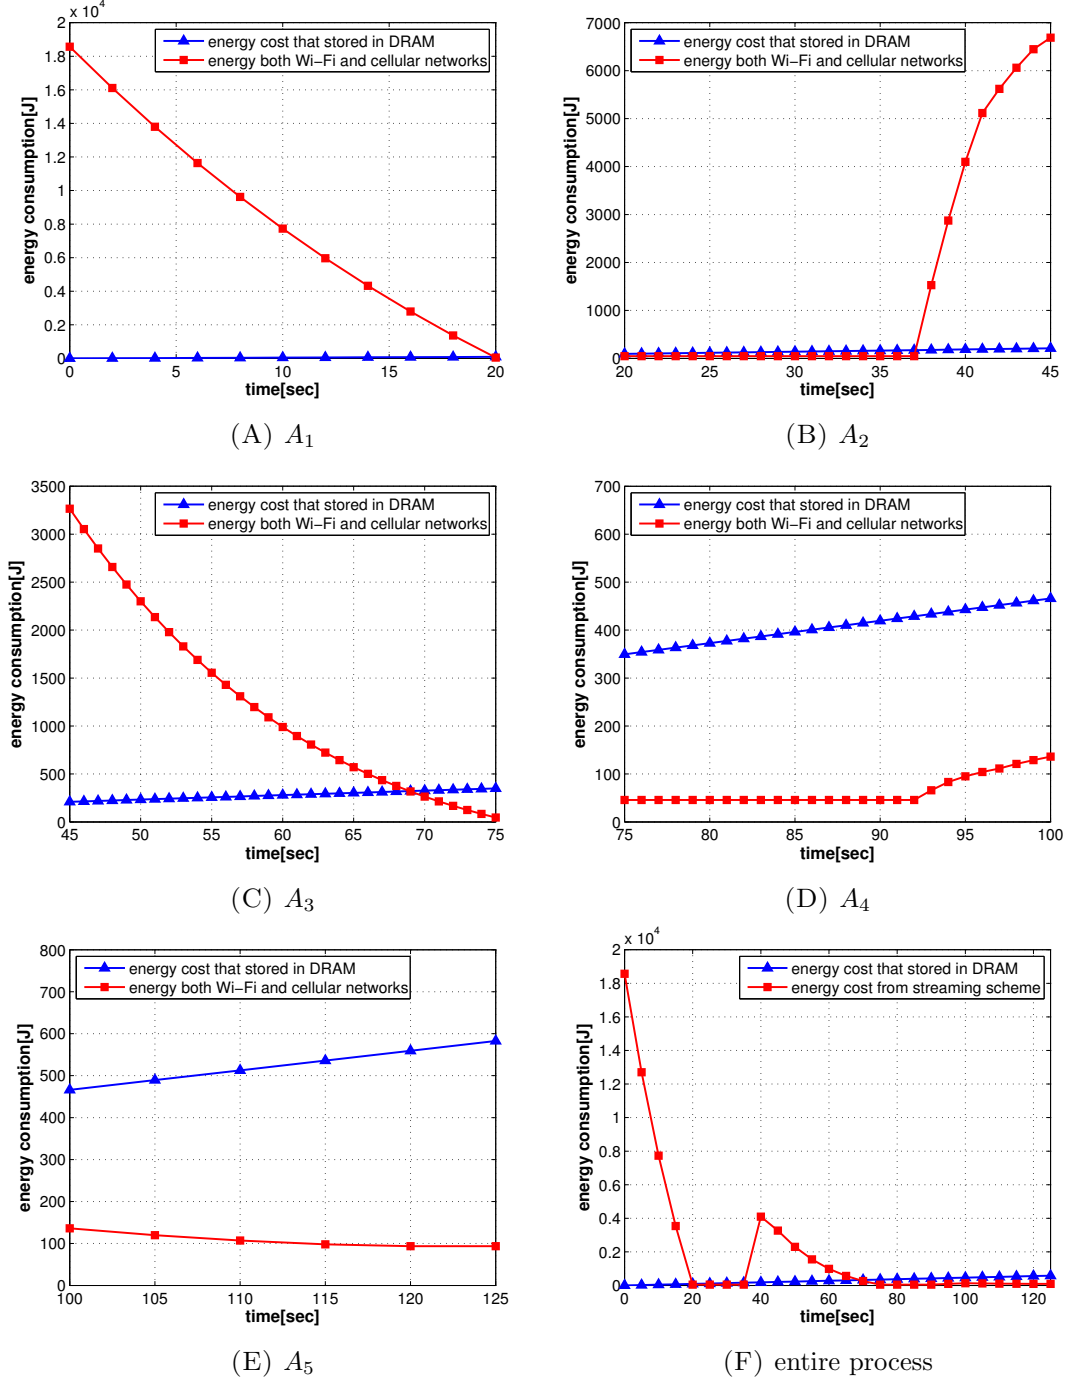 x 10⁴
2
1.8
1.6
1.4
1.2
1
0.8
0.6
0.4
0.2
0
energy consumption[J]
energy cost that stored in DRAM
energy both Wi-Fi and cellular networks
0 5 10 15 20
time[sec]
(A) A₁
7000
6000
5000
4000
3000
2000
1000
0
energy consumption[J]
energy cost that stored in DRAM
energy both Wi-Fi and cellular networks
20 25 30 35 40 45
time[sec]
(B) A₂
3500
3000
2500
2000
1500
1000
500
0
energy consumption[J]
energy cost that stored in DRAM
energy both Wi-Fi and cellular networks
45 50 55 60 65 70 75
time[sec]
(C) A₃
700
600
500
400
300
200
100
0
energy consumption[J]
energy cost that stored in DRAM
energy both Wi-Fi and cellular networks
75 80 85 90 95 100
time[sec]
(D) A₄
800
700
600
500
400
300
200
100
0
energy consumption[J]
energy cost that stored in DRAM
energy both Wi-Fi and cellular networks
100 105 110 115 120 125
time[sec]
(E) A₅
x 10⁴
2
1.8
1.6
1.4
1.2
1
0.8
0.6
0.4
0.2
0
energy consumption[J]
energy cost that stored in DRAM
energy cost from streaming scheme
0 20 40 60 80 100 120
time[sec]
(F) entire process